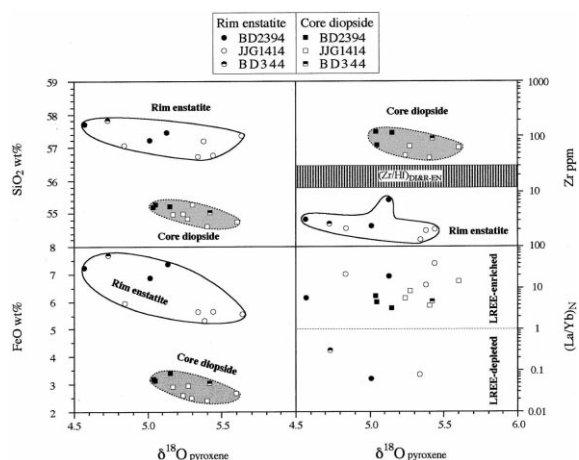 Rim enstatite Core diopside
BD2394 BD2394
JJG1414 JJG1414
BD344 BD344
SiO2 wt%
59
58
57
56
55
54
Rim enstatite
Core diopside
Zr ppm
1000
100
10
100
Core diopside
(Zr/Hf)DI&R-EN
Rim enstatite
FeO wt%
8
7
6
5
4
3
2
Rim enstatite
Core diopside
(La/Yb)N
10
1
0.1
0.01
LREE-enriched
LREE-depleted
4.5 5.0 5.5 4.5 5.0 5.5 6.0
δ18O pyroxene δ18O pyroxene